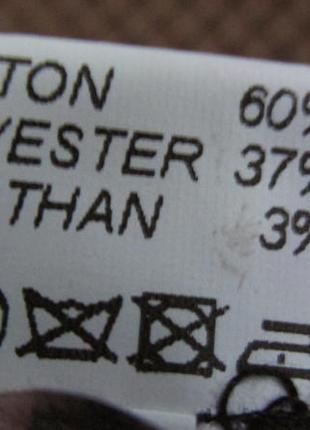 TON 60%
YESTER 37%
THAN 3%